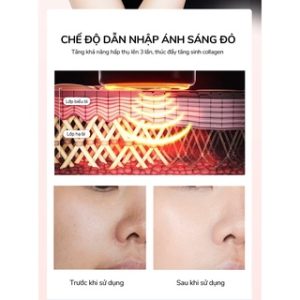 CHẾ ĐỘ DẪN NHẬP ÁNH SÁNG ĐỎ
Tăng khả năng hấp thụ lên 3 lần, thúc đẩy tăng sinh collagen
Lớp biểu bì
Lớp hạ bì
Trước khi sử dụng
Sau khi sử dụng